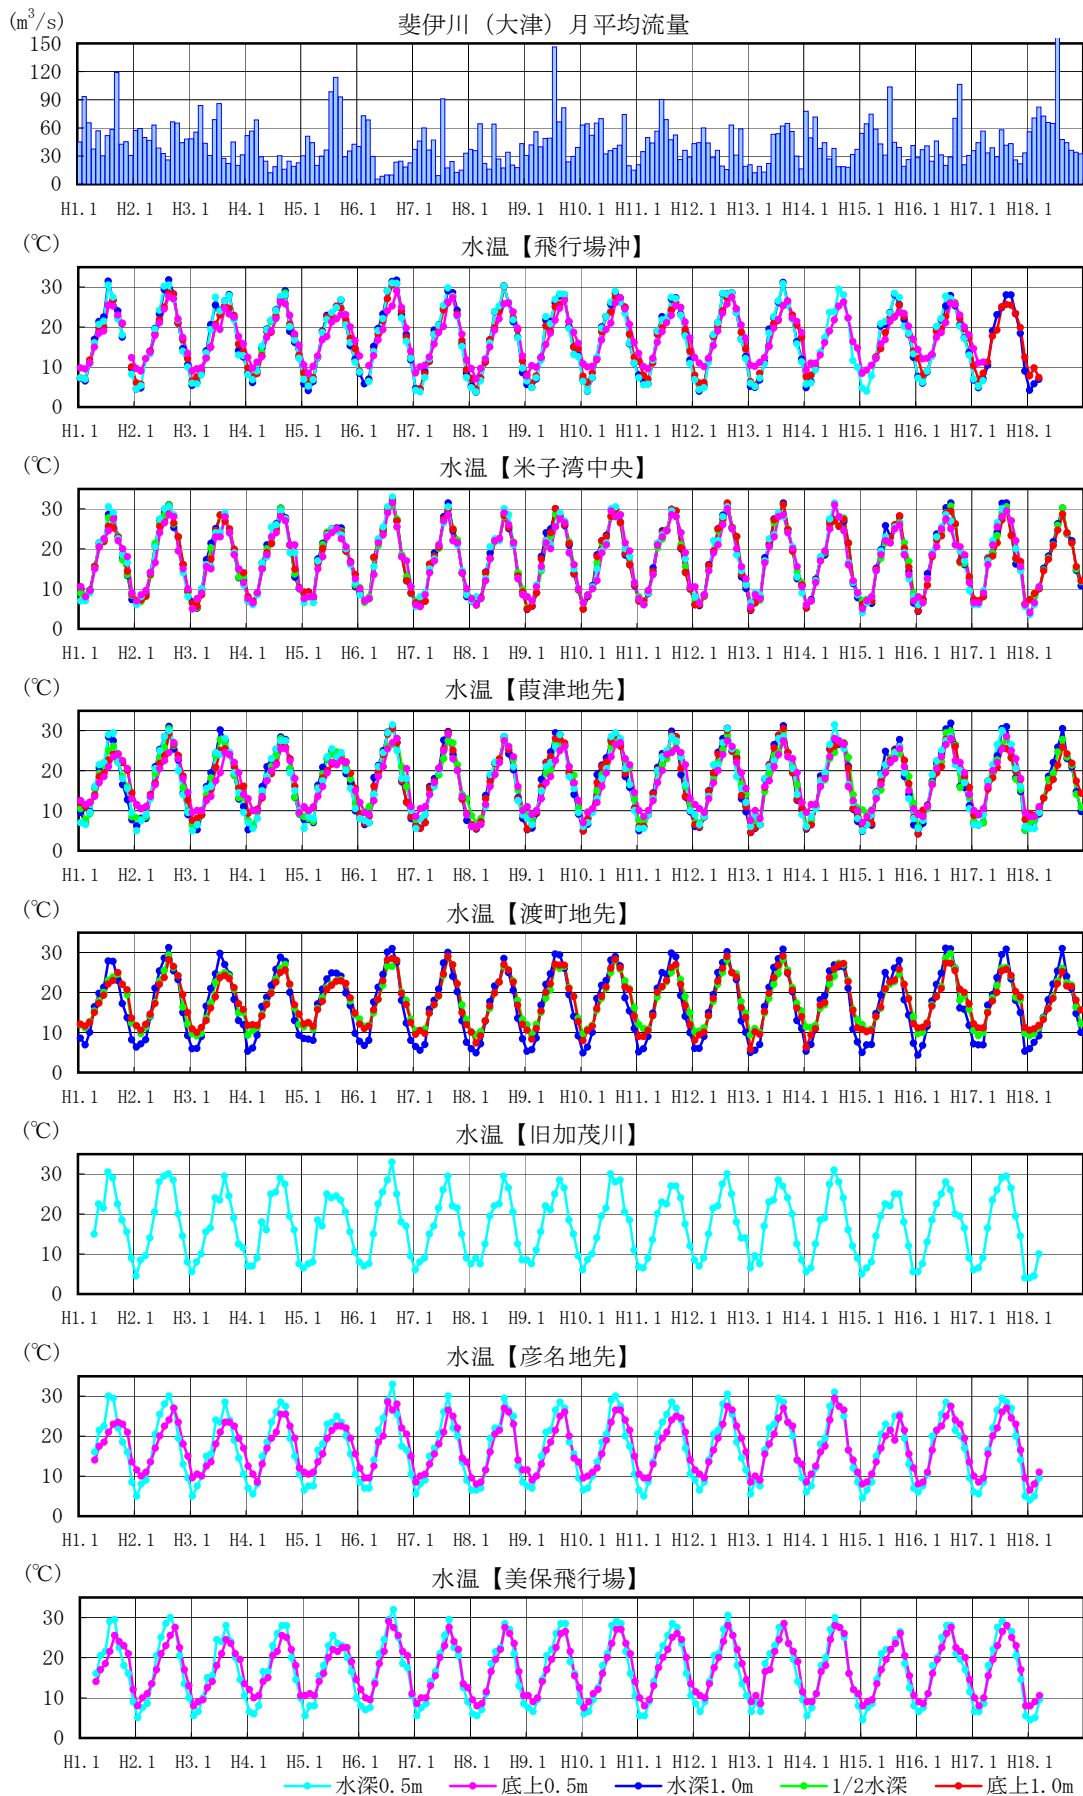 (m³/s) 斐伊川（大津）月平均流量
150
120
90
60
30
0
H1.1 H2.1 H3.1 H4.1 H5.1 H6.1 H7.1 H8.1 H9.1 H10.1 H11.1 H12.1 H13.1 H14.1 H15.1 H16.1 H17.1 H18.1
(℃) 水温【飛行場沖】
30
20
10
0
H1.1 H2.1 H3.1 H4.1 H5.1 H6.1 H7.1 H8.1 H9.1 H10.1 H11.1 H12.1 H13.1 H14.1 H15.1 H16.1 H17.1 H18.1
(℃) 水温【米子湾中央】
30
20
10
0
H1.1 H2.1 H3.1 H4.1 H5.1 H6.1 H7.1 H8.1 H9.1 H10.1 H11.1 H12.1 H13.1 H14.1 H15.1 H16.1 H17.1 H18.1
(℃) 水温【葭津地先】
30
20
10
0
H1.1 H2.1 H3.1 H4.1 H5.1 H6.1 H7.1 H8.1 H9.1 H10.1 H11.1 H12.1 H13.1 H14.1 H15.1 H16.1 H17.1 H18.1
(℃) 水温【渡町地先】
30
20
10
0
H1.1 H2.1 H3.1 H4.1 H5.1 H6.1 H7.1 H8.1 H9.1 H10.1 H11.1 H12.1 H13.1 H14.1 H15.1 H16.1 H17.1 H18.1
(℃) 水温【旧加茂川】
30
20
10
0
H1.1 H2.1 H3.1 H4.1 H5.1 H6.1 H7.1 H8.1 H9.1 H10.1 H11.1 H12.1 H13.1 H14.1 H15.1 H16.1 H17.1 H18.1
(℃) 水温【彦名地先】
30
20
10
0
H1.1 H2.1 H3.1 H4.1 H5.1 H6.1 H7.1 H8.1 H9.1 H10.1 H11.1 H12.1 H13.1 H14.1 H15.1 H16.1 H17.1 H18.1
(℃) 水温【美保飛行場】
30
20
10
0
H1.1 H2.1 H3.1 H4.1 H5.1 H6.1 H7.1 H8.1 H9.1 H10.1 H11.1 H12.1 H13.1 H14.1 H15.1 H16.1 H17.1 H18.1
水深0.5m 底上0.5m 水深1.0m 1/2水深 底上1.0m